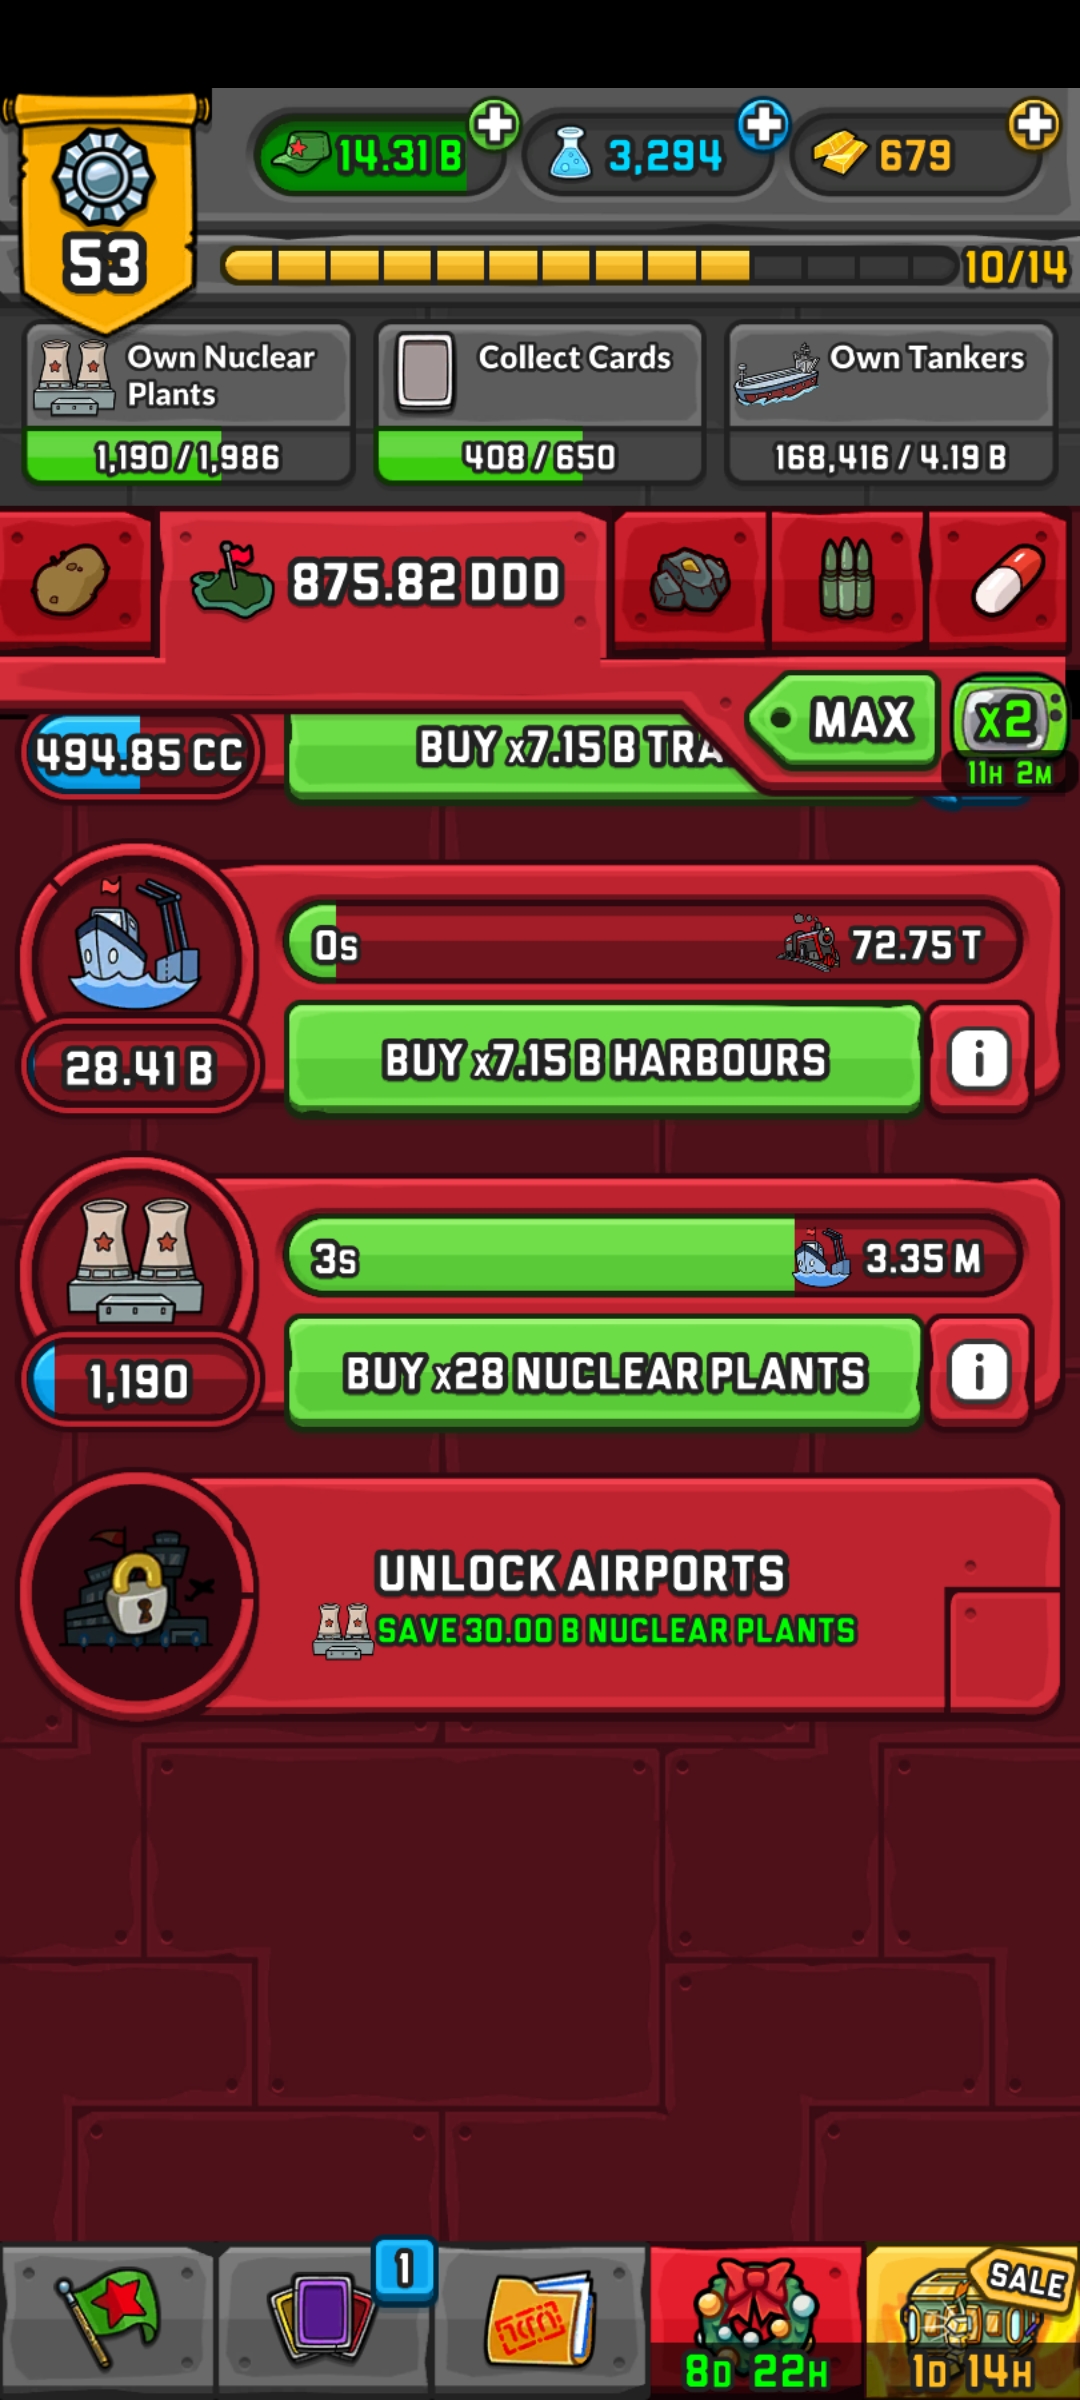 14.31 B
3,294
679
53
10/14
Own Nuclear
Plants
1,190 / 1,986
Collect Cards
408 / 650
Own Tankers
168,416 / 4.19 B
875.82 DDD
MAX
x2
11H 2M
494.85 CC
BUY x7.15 B TRA
0s
72.75 T
28.41 B
BUY x7.15 B HARBOURS
i
3s
3.35 M
1,190
BUY x28 NUCLEAR PLANTS
i
UNLOCK AIRPORTS
SAVE 30.00 B NUCLEAR PLANTS
1
8D 22H
SALE
1D 14H